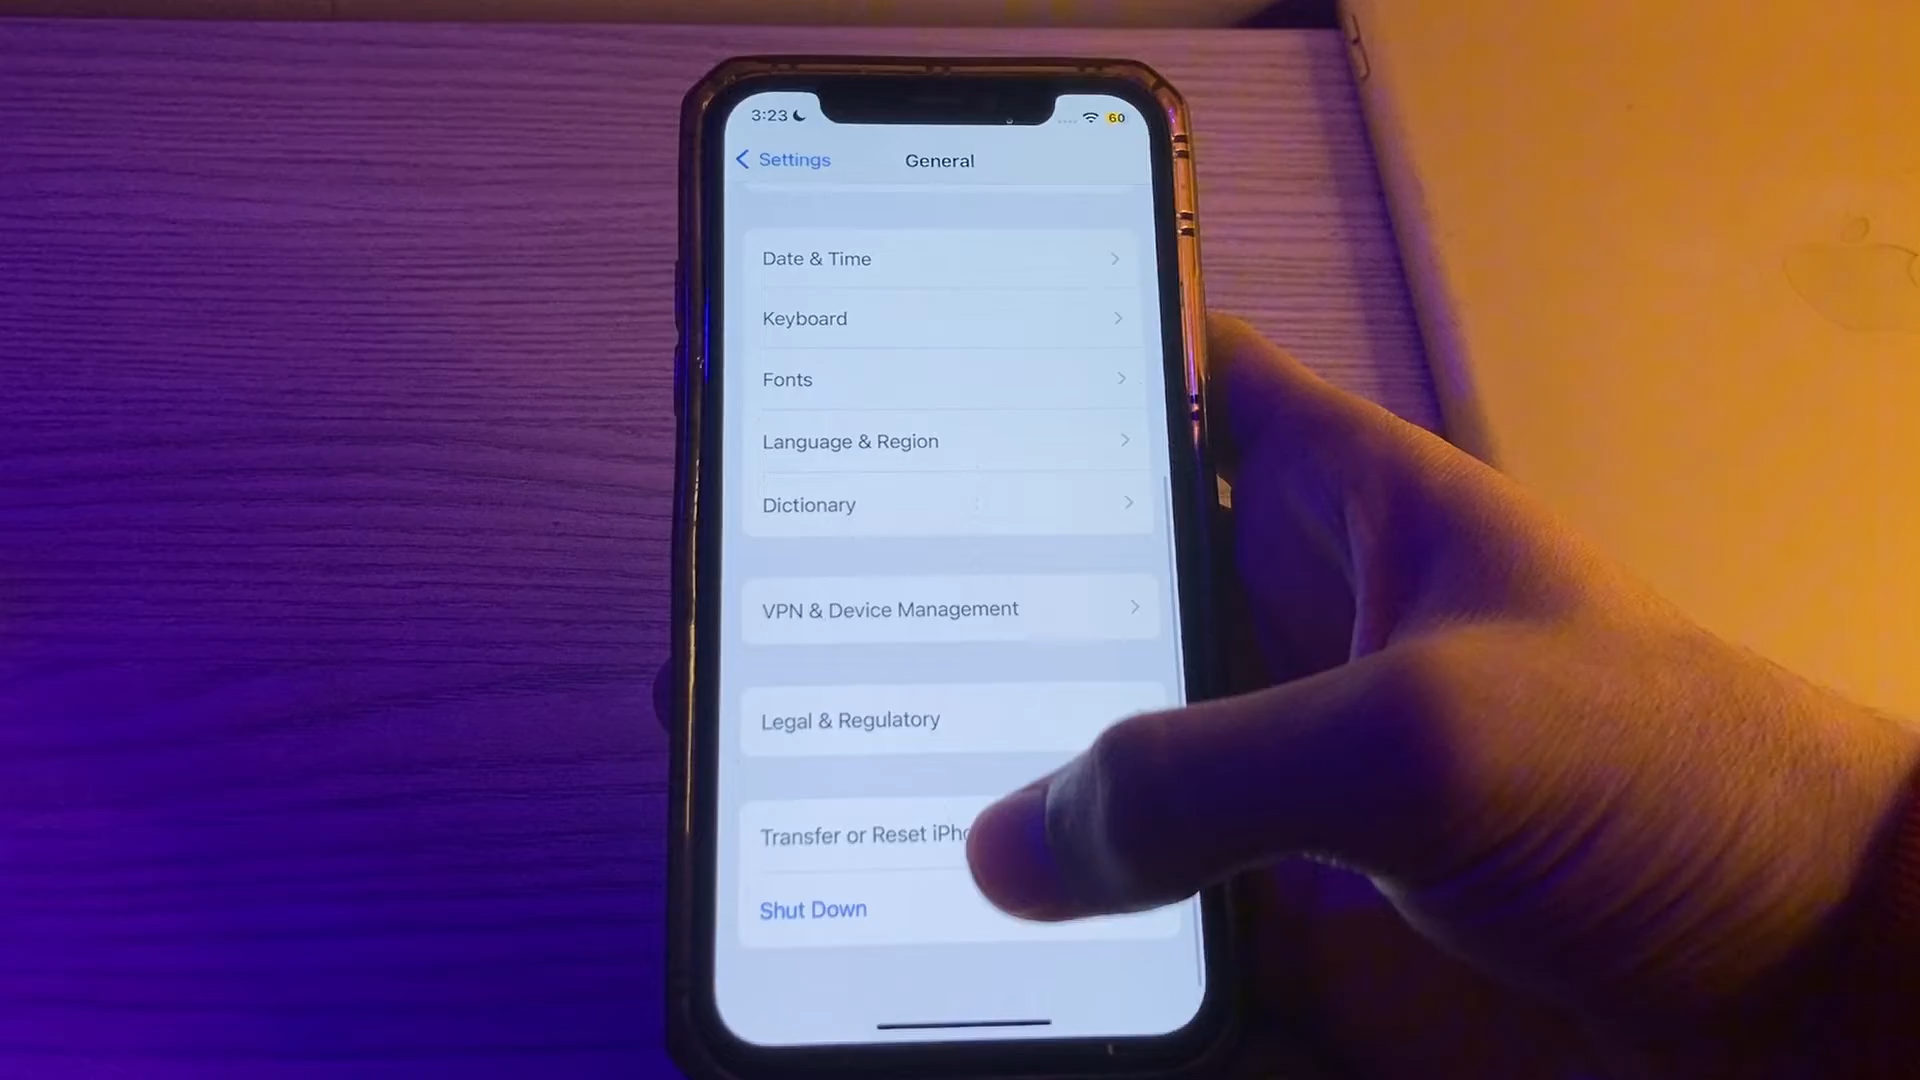 3:23
60
Settings
General
Date & Time
Keyboard
Fonts
Language & Region
Dictionary
VPN & Device Management
Legal & Regulatory
Transfer or Reset
Shut Down